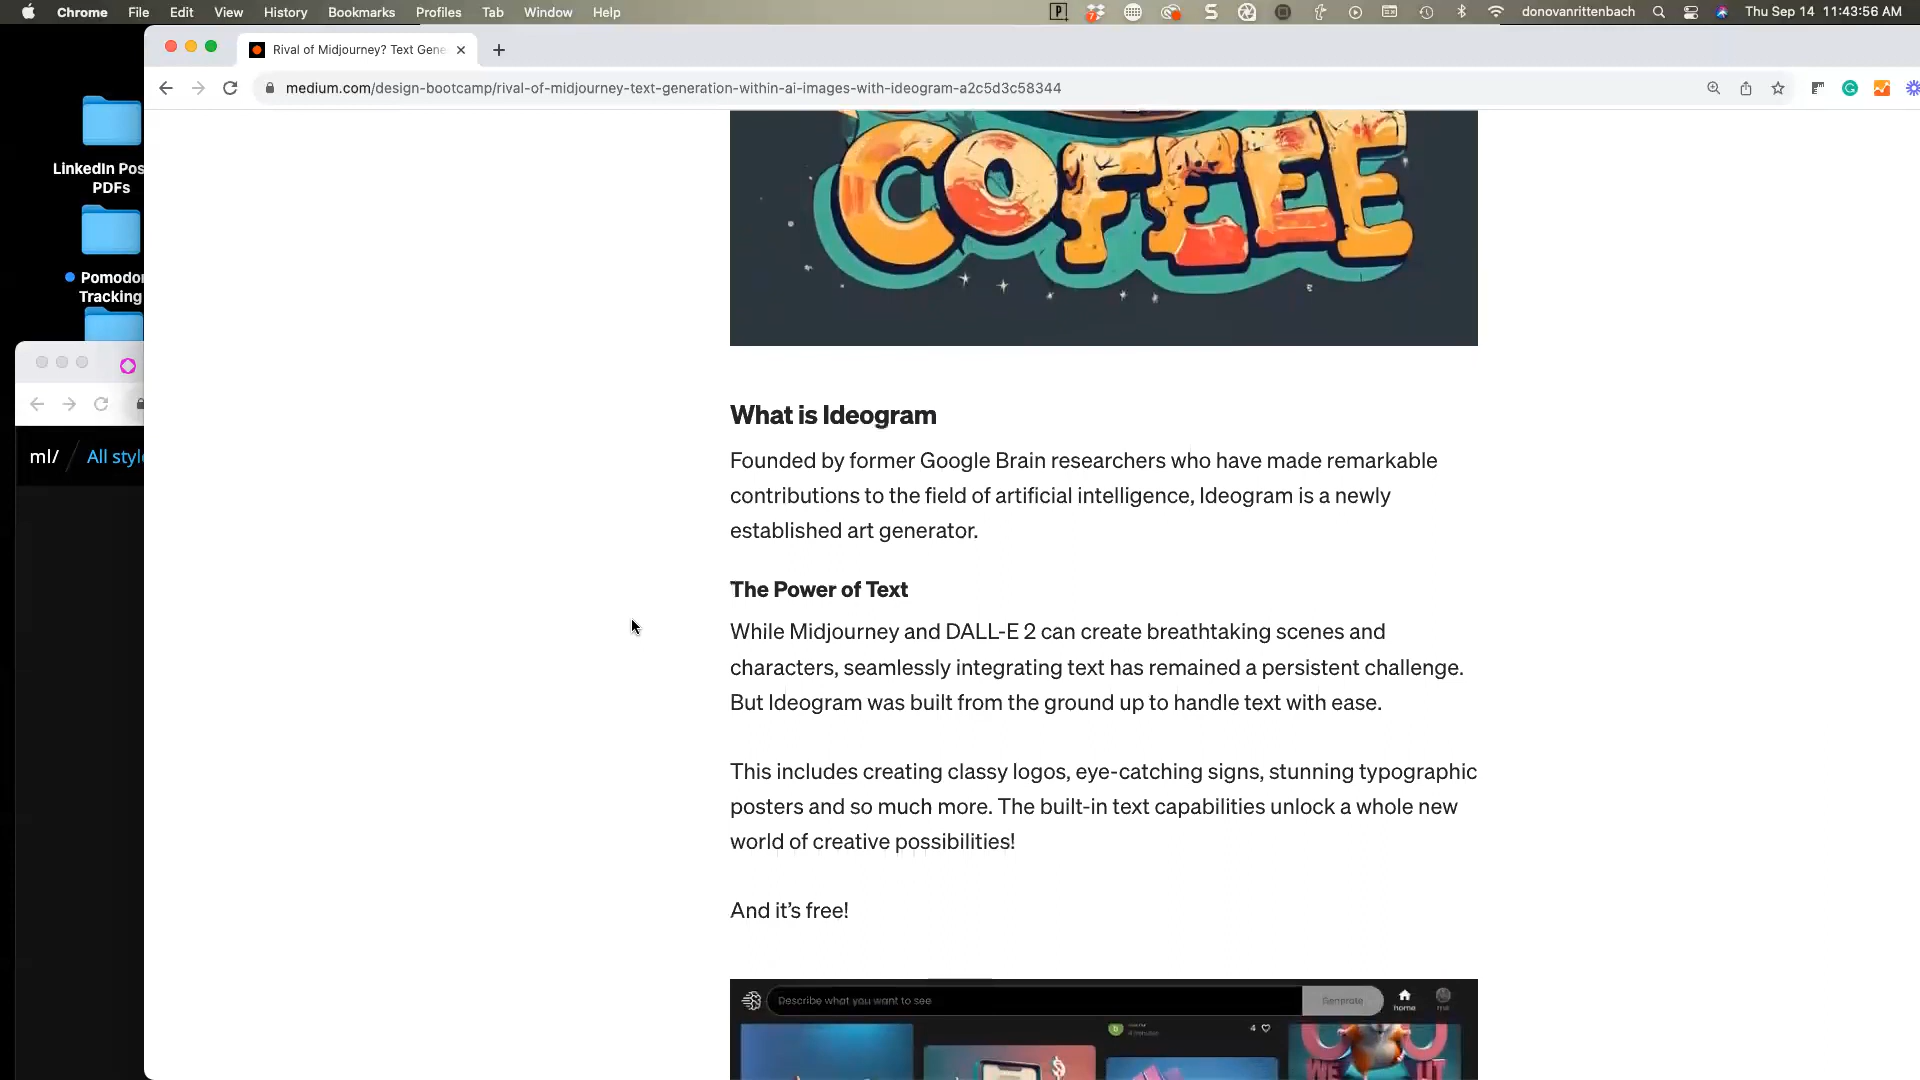 Chrome File Edit View History Bookmarks Profiles Tab Window Help donovanrittenbach Thu Sep 14 11:43:56 AM
Rival of Midjourney? Text Gene
medium.com/design-bootcamp/rival-of-midjourney-text-generation-within-ai-images-with-ideogram-a2c5d3c58344
LinkedIn Pos
PDFs
Pomodor
Tracking
ml/ All style
COFFEE
What is Ideogram
Founded by former Google Brain researchers who have made remarkable
contributions to the field of artificial intelligence, Ideogram is a newly
established art generator.
The Power of Text
While Midjourney and DALL-E 2 can create breathtaking scenes and
characters, seamlessly integrating text has remained a persistent challenge.
But Ideogram was built from the ground up to handle text with ease.
This includes creating classy logos, eye-catching signs, stunning typographic
posters and so much more. The built-in text capabilities unlock a whole new
world of creative possibilities!
And it's free!
Describe what you want to see Generate home me
4
WE